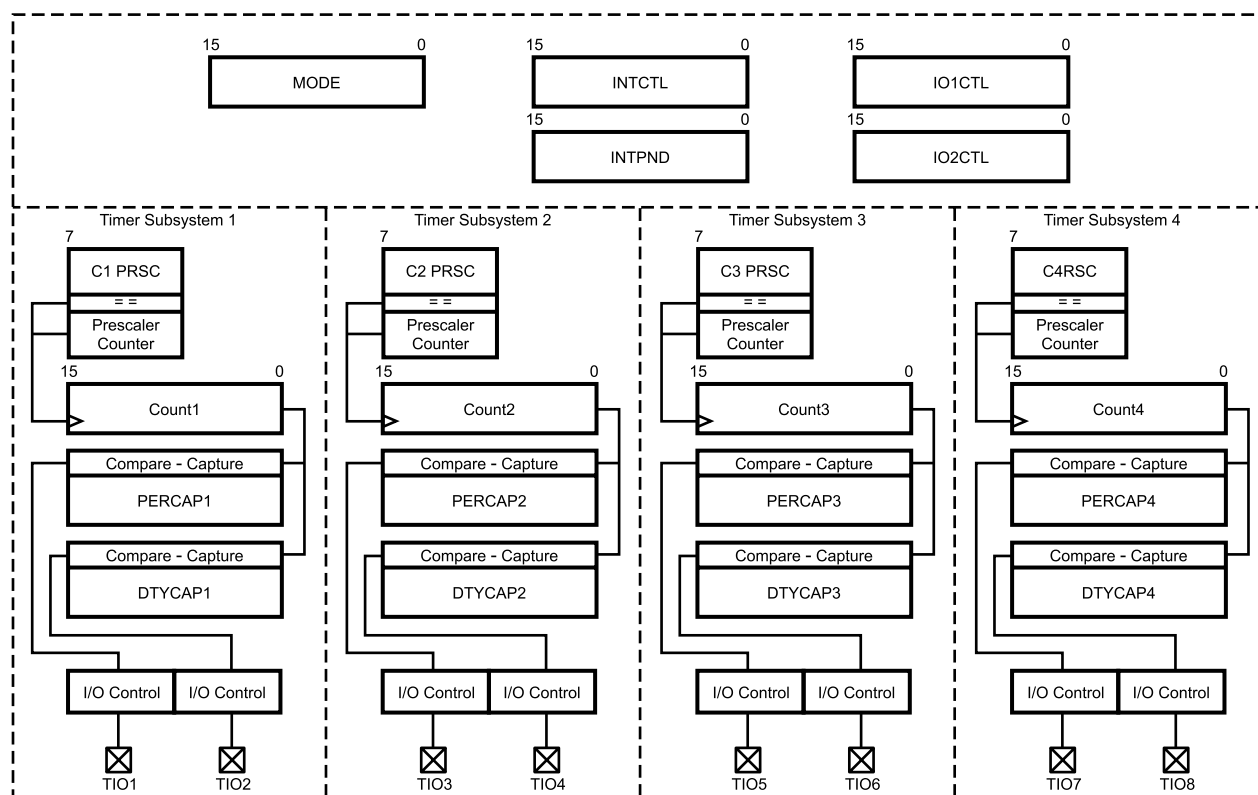 15 0 15 0 15 0
MODE INTCTL IO1CTL
15 0 15 0
INTPND IO2CTL
Timer Subsystem 1 Timer Subsystem 2 Timer Subsystem 3 Timer Subsystem 4
7 7 7 7
C1 PRSC C2 PRSC C3 PRSC C4RSC
= = = = = = = =
Prescaler Prescaler Prescaler Prescaler
Counter Counter Counter Counter
15 0 15 0 15 0 15 0
Count1 Count2 Count3 Count4
Compare - Capture Compare - Capture Compare - Capture Compare - Capture
PERCAP1 PERCAP2 PERCAP3 PERCAP4
Compare - Capture Compare - Capture Compare - Capture Compare - Capture
DTYCAP1 DTYCAP2 DTYCAP3 DTYCAP4
I/O Control I/O Control I/O Control I/O Control I/O Control I/O Control I/O Control I/O Control
TIO1 TIO2 TIO3 TIO4 TIO5 TIO6 TIO7 TIO8